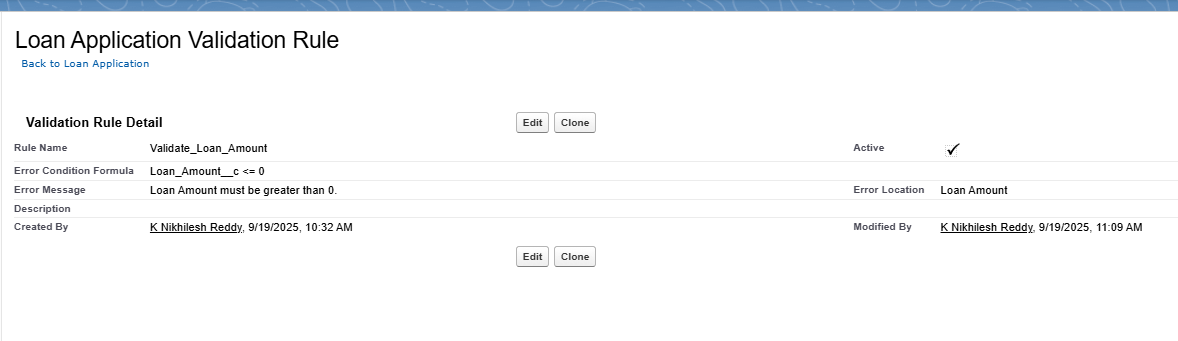 Loan Application Validation Rule
Back to Loan Application
Validation Rule Detail Edit Clone
Rule Name Validate_Loan_Amount Active
Error Condition Formula Loan_Amount__c <= 0
Error Message Loan Amount must be greater than 0. Error Location Loan Amount
Description
Created By K Nikhilesh Reddy, 9/19/2025, 10:32 AM Modified By K Nikhilesh Reddy, 9/19/2025, 11:09 AM
Edit Clone